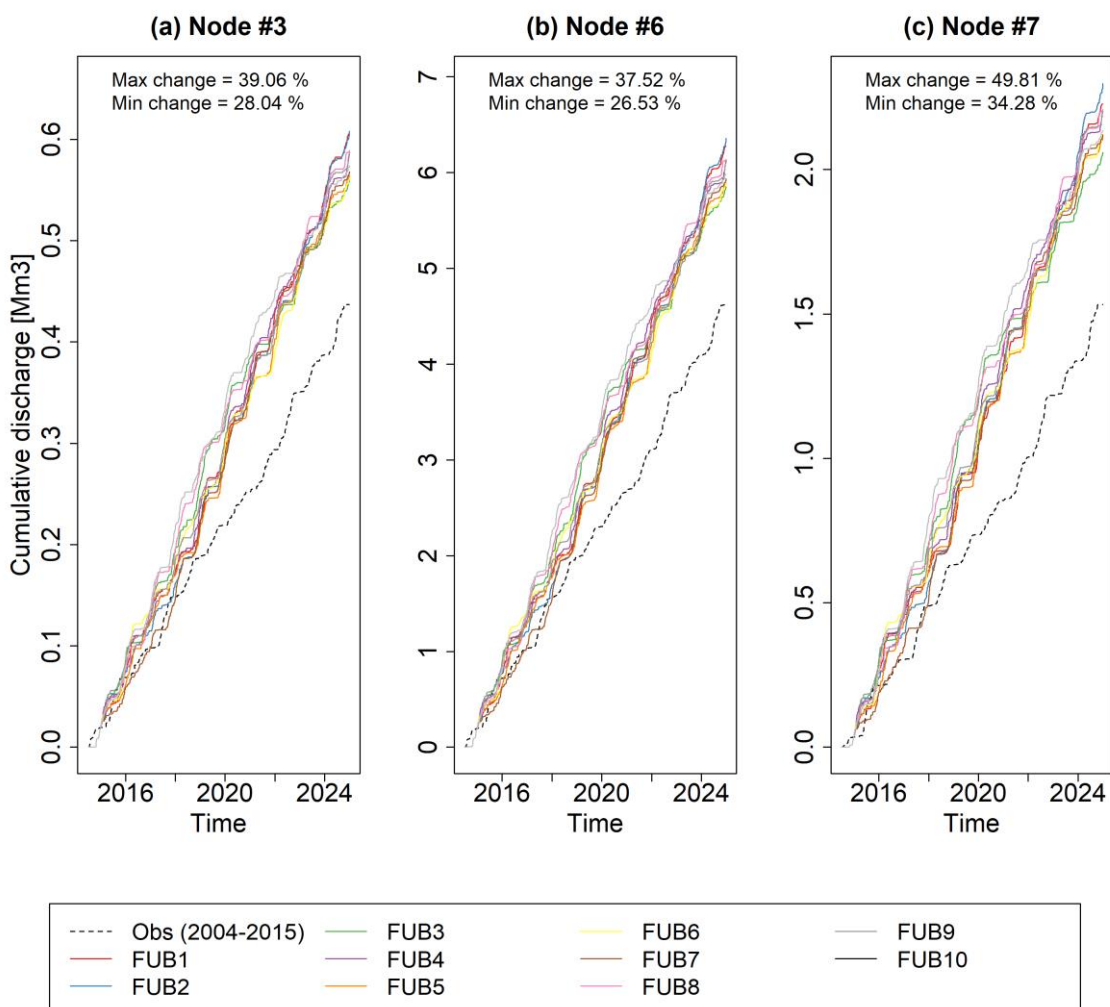 (a) Node #3
(b) Node #6
(c) Node #7
Max change = 39.06 %
Min change = 28.04 %
Max change = 37.52 %
Min change = 26.53 %
Max change = 49.81 %
Min change = 34.28 %
Cumulative discharge [Mm3]
0.6
0.5
0.4
0.3
0.2
0.1
0.0
7
6
5
4
3
2
1
0
2.0
1.5
1.0
0.5
0.0
2016 2020 2024
2016 2020 2024
2016 2020 2024
Time
Time
Time
Obs (2004-2015) FUB3 FUB6 FUB9
FUB1 FUB4 FUB7 FUB10
FUB2 FUB5 FUB8